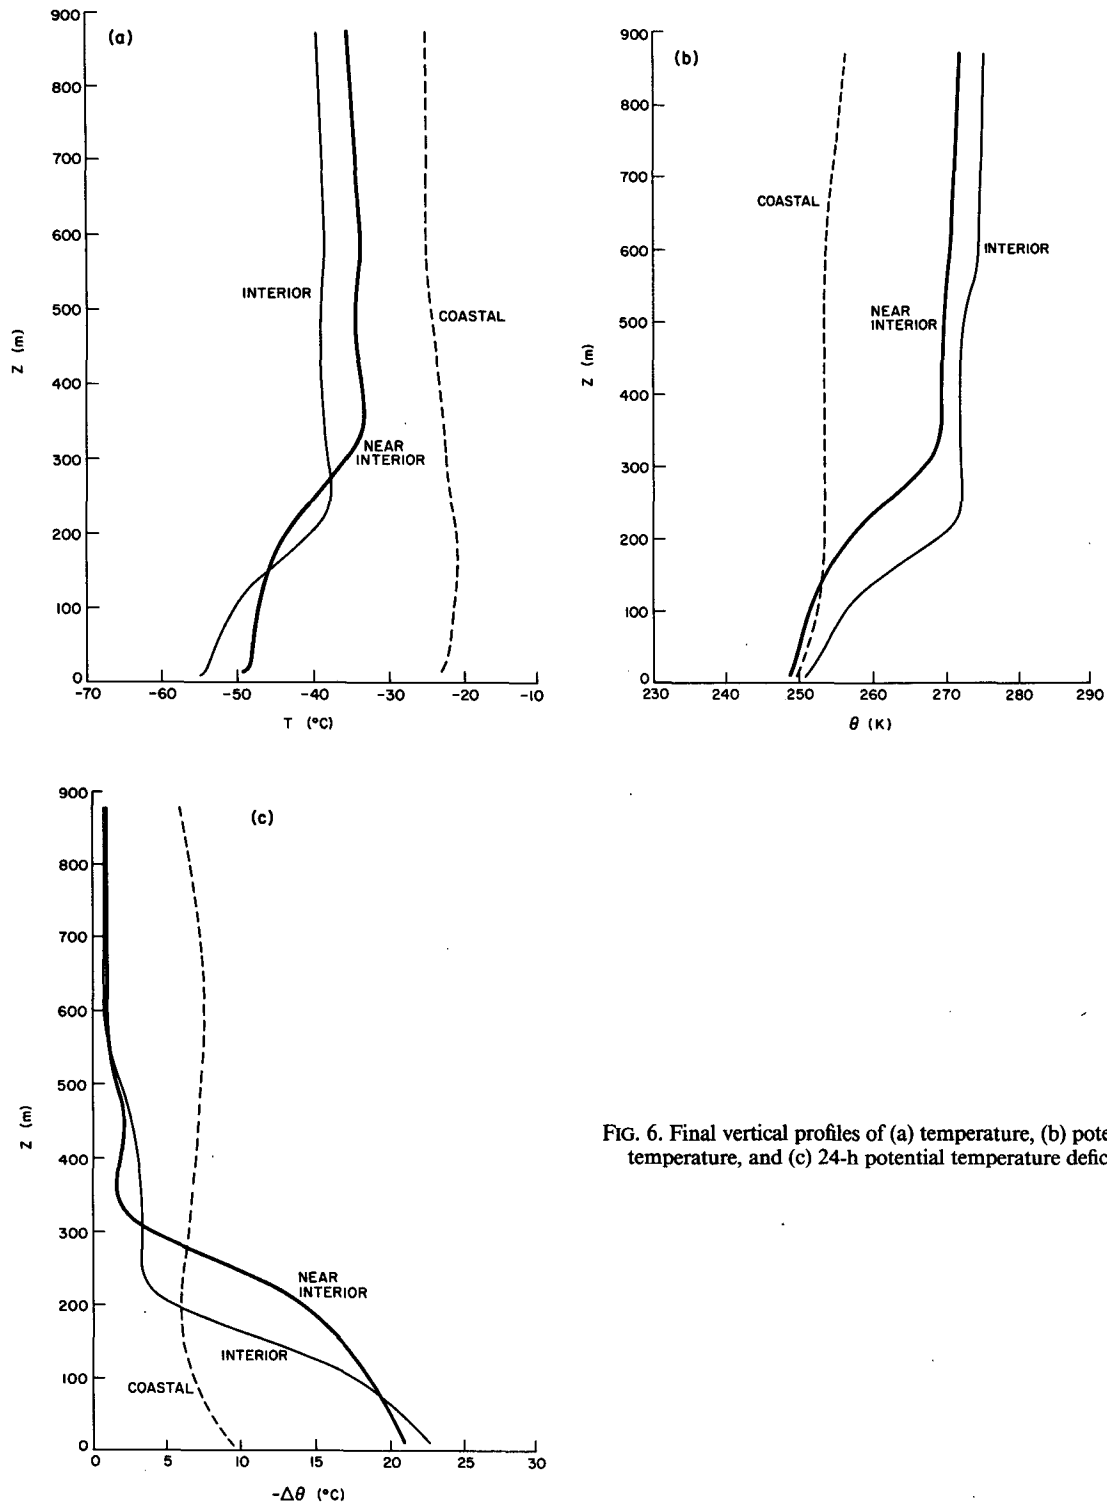 (a)
900
800
700
600
500
400
300
200
100
0
Z (m)
INTERIOR
COASTAL
NEAR
INTERIOR
-70
-60
-50
-40
-30
-20
-10
T (°C)
(b)
900
800
700
600
500
400
300
200
100
0
Z (m)
COASTAL
INTERIOR
NEAR
INTERIOR
230
240
250
260
270
280
290
θ (K)
(c)
900
800
700
600
500
400
300
200
100
0
Z (m)
NEAR
INTERIOR
INTERIOR
COASTAL
0
5
10
15
20
25
30
-Δθ (°C)
FIG. 6. Final vertical profiles of (a) temperature, (b) pote
temperature, and (c) 24-h potential temperature defic